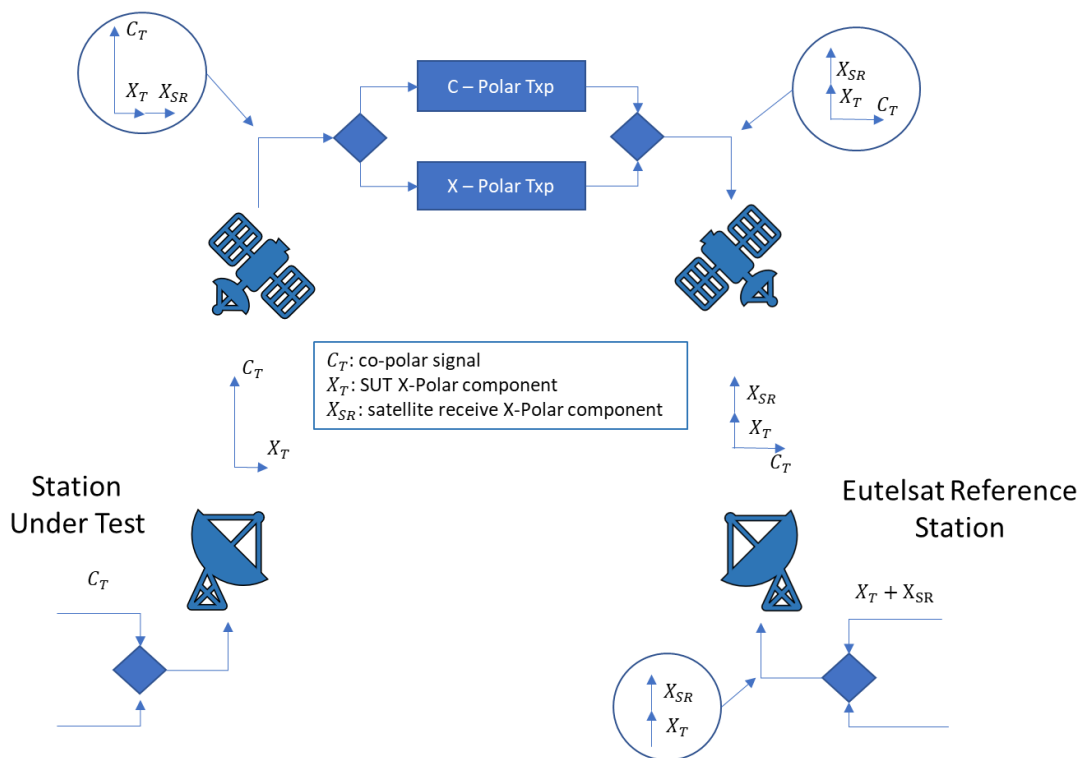 C_T
X_T X_SR
C – Polar Txp
X – Polar Txp
X_SR
X_T C_T
C_T: co-polar signal
X_T: SUT X-Polar component
X_SR: satellite receive X-Polar component
C_T
X_T
X_SR
X_T
C_T
Station
Under Test
Eutelsat Reference
Station
C_T
X_T + X_SR
X_SR
X_T